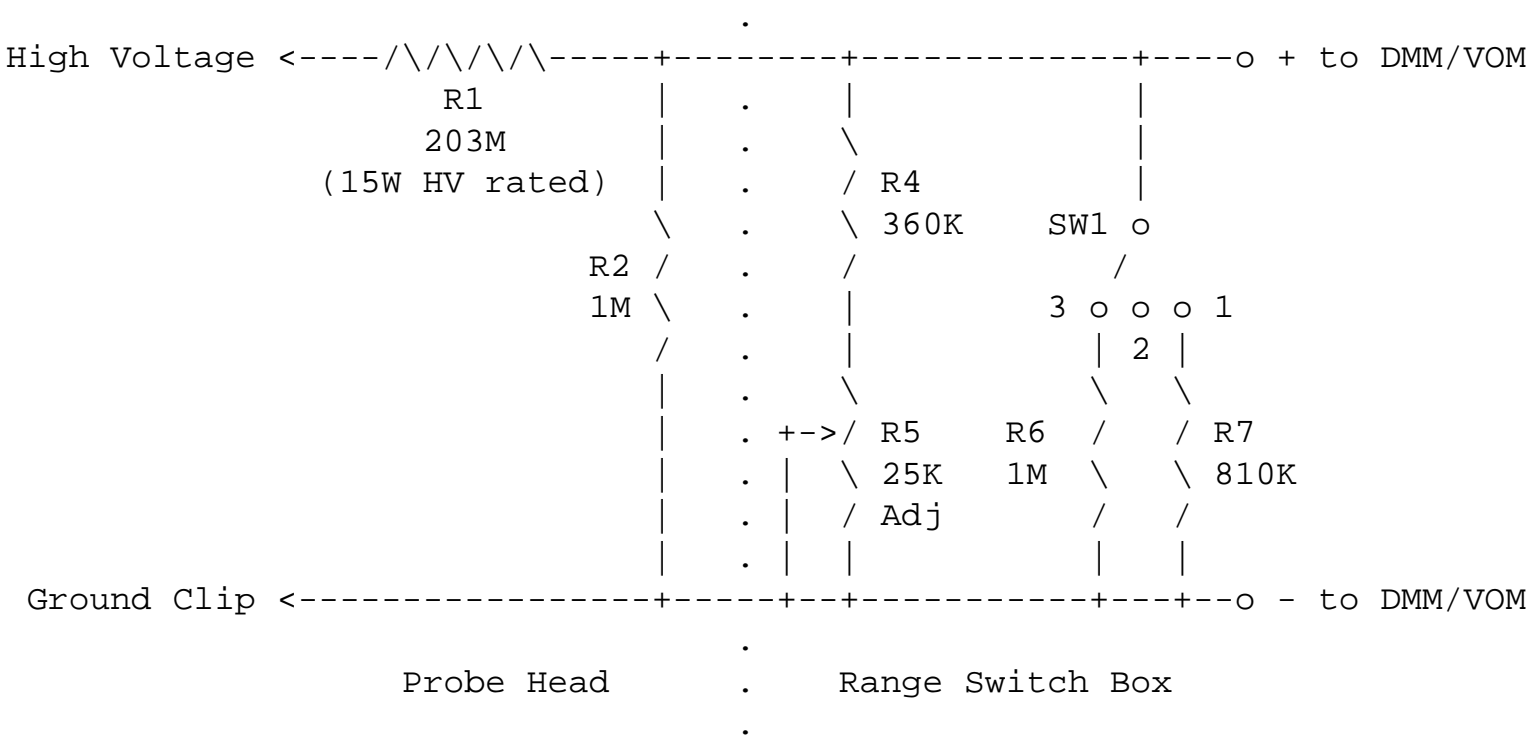 .
High Voltage <----/\/\/\/\-----+--------+-------------+----o + to DMM/VOM
R1 | . | |
203M | . \ |
(15W HV rated) | . / R4 |
\ . \ 360K SW1 o
R2 / . / /
1M \ . | 3 o o o 1
/ . | | 2 |
| . \ \ \
| . +->/ R5 R6 / / R7
| . | \ 25K 1M \ \ 810K
| . | / Adj / /
| . | | | |
Ground Clip <-----------------+-----+--+-----------+---+--o - to DMM/VOM
.
Probe Head . Range Switch Box
.